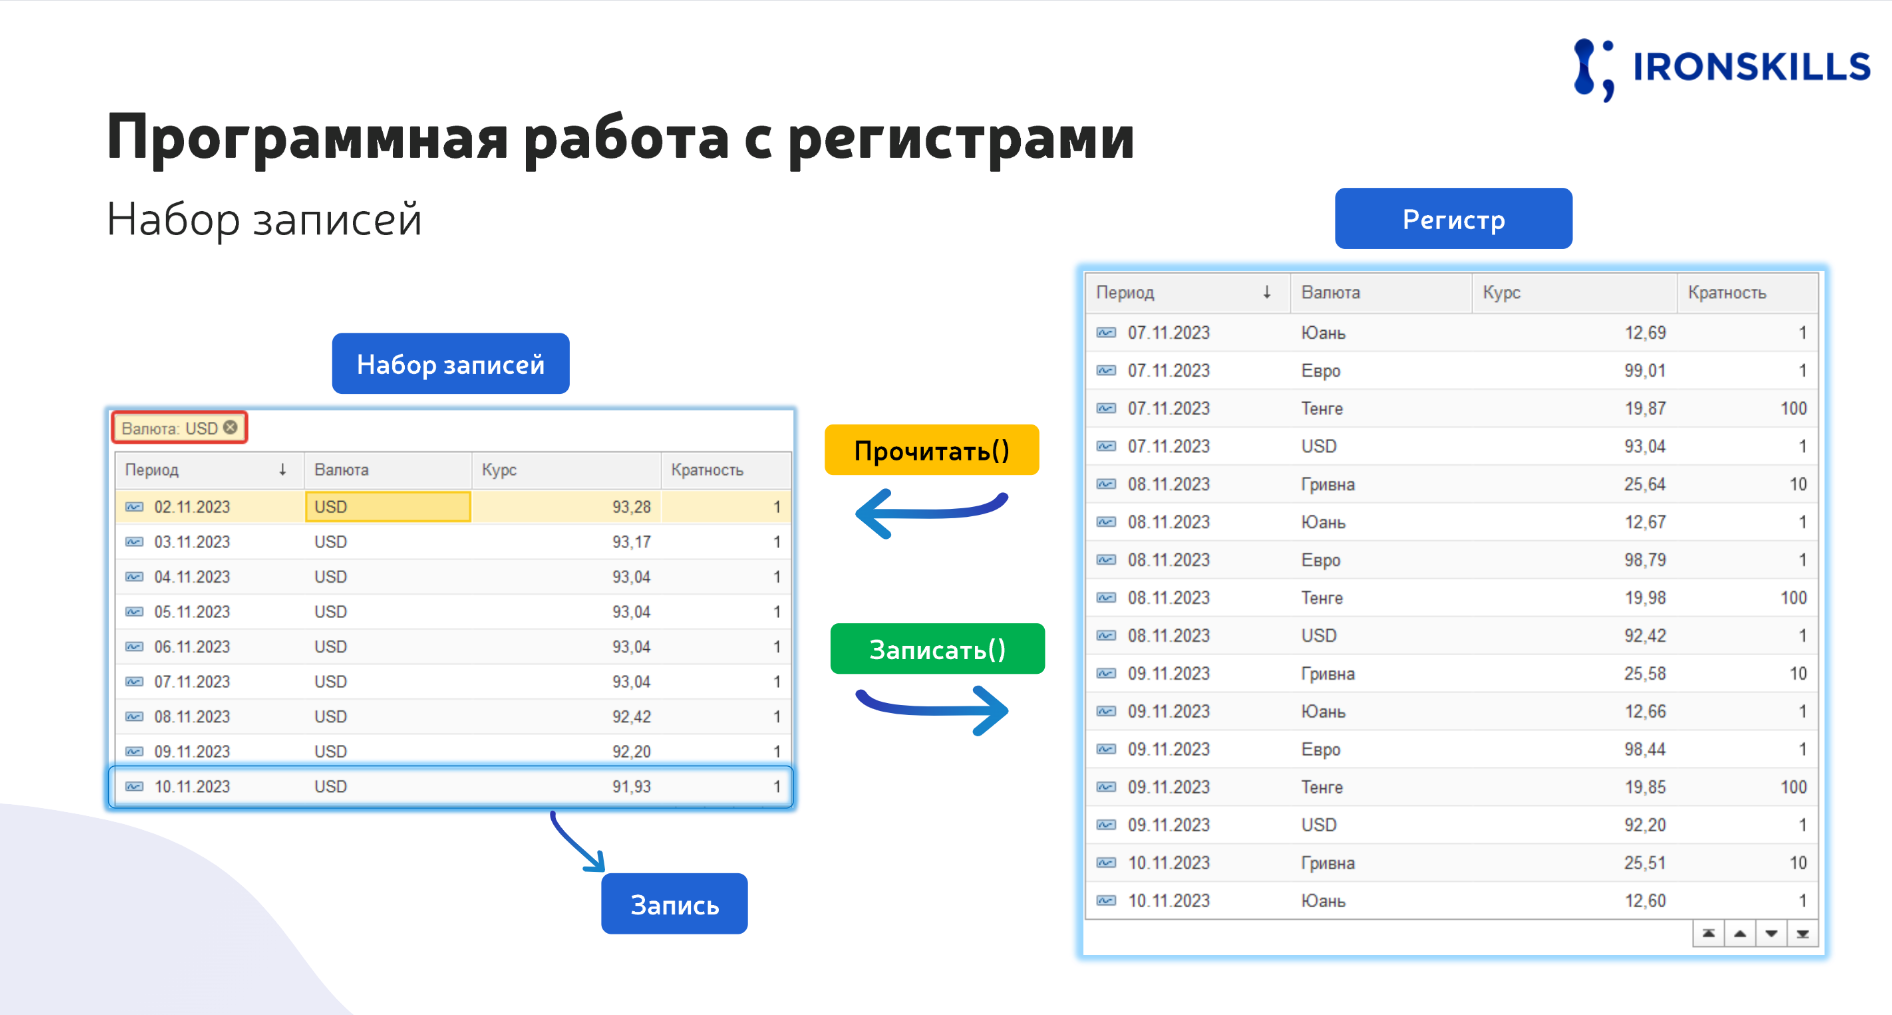 IRONSKILLS
Программная работа с регистрами
Набор записей
Регистр
Набор записей
Валюта: USD
Период ↓ Валюта Курс Кратность
02.11.2023 USD 93,28 1
03.11.2023 USD 93,17 1
04.11.2023 USD 93,04 1
05.11.2023 USD 93,04 1
06.11.2023 USD 93,04 1
07.11.2023 USD 93,04 1
08.11.2023 USD 92,42 1
09.11.2023 USD 92,20 1
10.11.2023 USD 91,93 1
Запись
Прочитать()
Записать()
Период ↓ Валюта Курс Кратность
07.11.2023 Юань 12,69 1
07.11.2023 Евро 99,01 1
07.11.2023 Тенге 19,87 100
07.11.2023 USD 93,04 1
08.11.2023 Гривна 25,64 10
08.11.2023 Юань 12,67 1
08.11.2023 Евро 98,79 1
08.11.2023 Тенге 19,98 100
08.11.2023 USD 92,42 1
09.11.2023 Гривна 25,58 10
09.11.2023 Юань 12,66 1
09.11.2023 Евро 98,44 1
09.11.2023 Тенге 19,85 100
09.11.2023 USD 92,20 1
10.11.2023 Гривна 25,51 10
10.11.2023 Юань 12,60 1